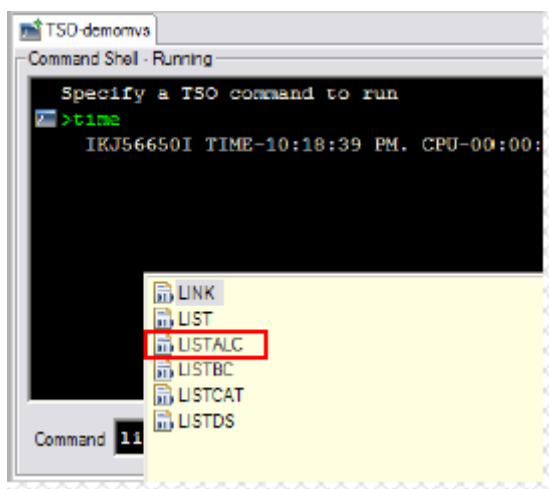 TSO-demomvs
Command Shell - Running
Specify a TSO command to run
>time
IKJ56650I TIME-10:18:39 PM. CPU-00:00:
LINK
LIST
LISTALC
LISTBC
LISTCAT
LISTDS
Command li